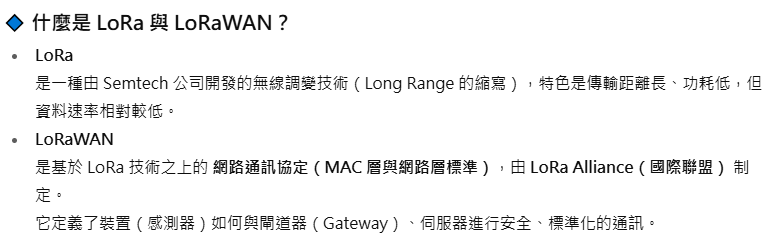 什麼是 LoRa 與 LoRaWAN？
• LoRa
是一種由 Semtech 公司開發的無線調變技術（Long Range 的縮寫），特色是傳輸距離長、功耗低，但
資料速率相對較低。
• LoRaWAN
是基於 LoRa 技術之上的 網路通訊協定（MAC 層與網路層標準），由 LoRa Alliance（國際聯盟） 制
定。
它定義了裝置（感測器）如何與閘道器（Gateway）、伺服器進行安全、標準化的通訊。